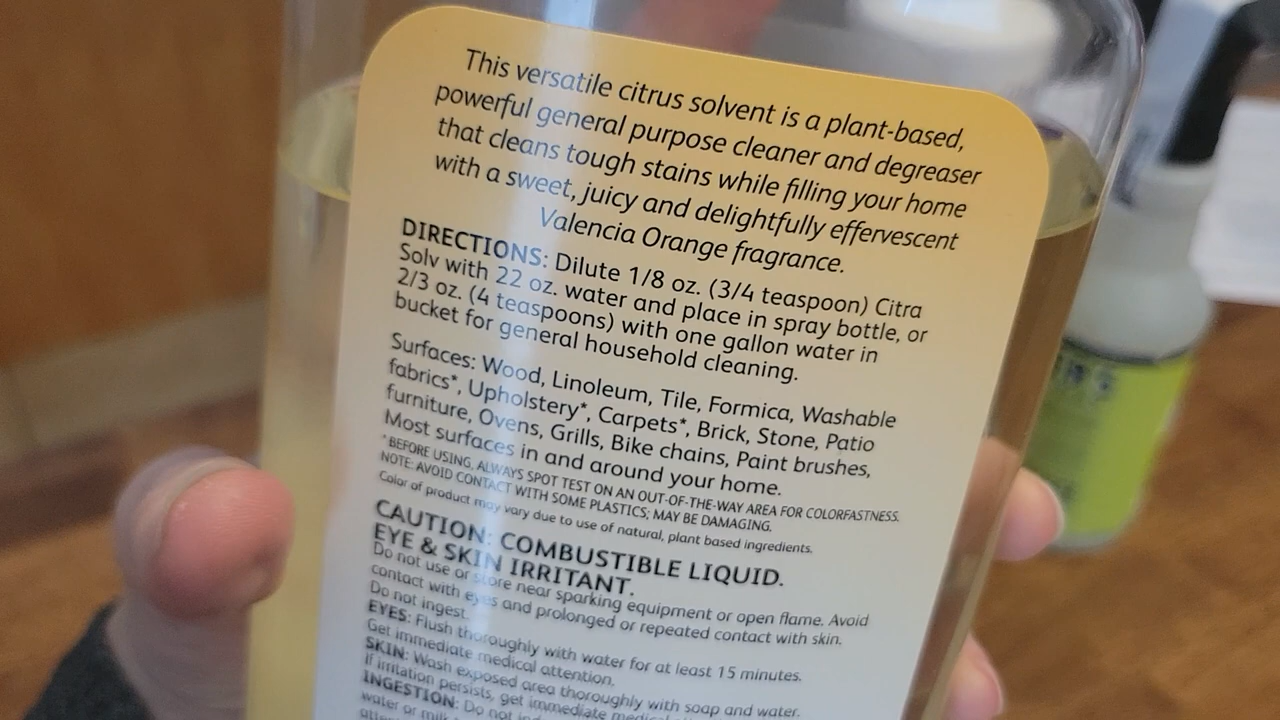 This versatile citrus solvent is a plant-based,
powerful general purpose cleaner and degreaser
that cleans tough stains while filling your home
with a sweet, juicy and delightfully effervescent
Valencia Orange fragrance.
DIRECTIONS: Dilute 1/8 oz. (3/4 teaspoon) Citra
Solv with 22 oz. water and place in spray bottle, or
2/3 oz. (4 teaspoons) with one gallon water in
bucket for general household cleaning.
Surfaces: Wood, Linoleum, Tile, Formica, Washable
fabrics*, Upholstery*, Carpets*, Brick, Stone, Patio
furniture, Ovens, Grills, Bike chains, Paint brushes,
Most surfaces in and around your home.
*BEFORE USING, ALWAYS SPOT TEST ON AN OUT-OF-THE-WAY AREA FOR COLORFASTNESS.
NOTE: AVOID CONTACT WITH SOME PLASTICS; MAY BE DAMAGING.
Color of product may vary due to use of natural, plant based ingredients.
CAUTION: COMBUSTIBLE LIQUID.
EYE & SKIN IRRITANT.
Do not use or store near sparking equipment or open flame. Avoid
contact with eyes and prolonged or repeated contact with skin.
Do not ingest.
EYES: Flush thoroughly with water for at least 15 minutes.
Get immediate medical attention.
SKIN: Wash exposed area thoroughly with soap and water.
If irritation persists, get immediate medical
INGESTION: Do not
water or milk